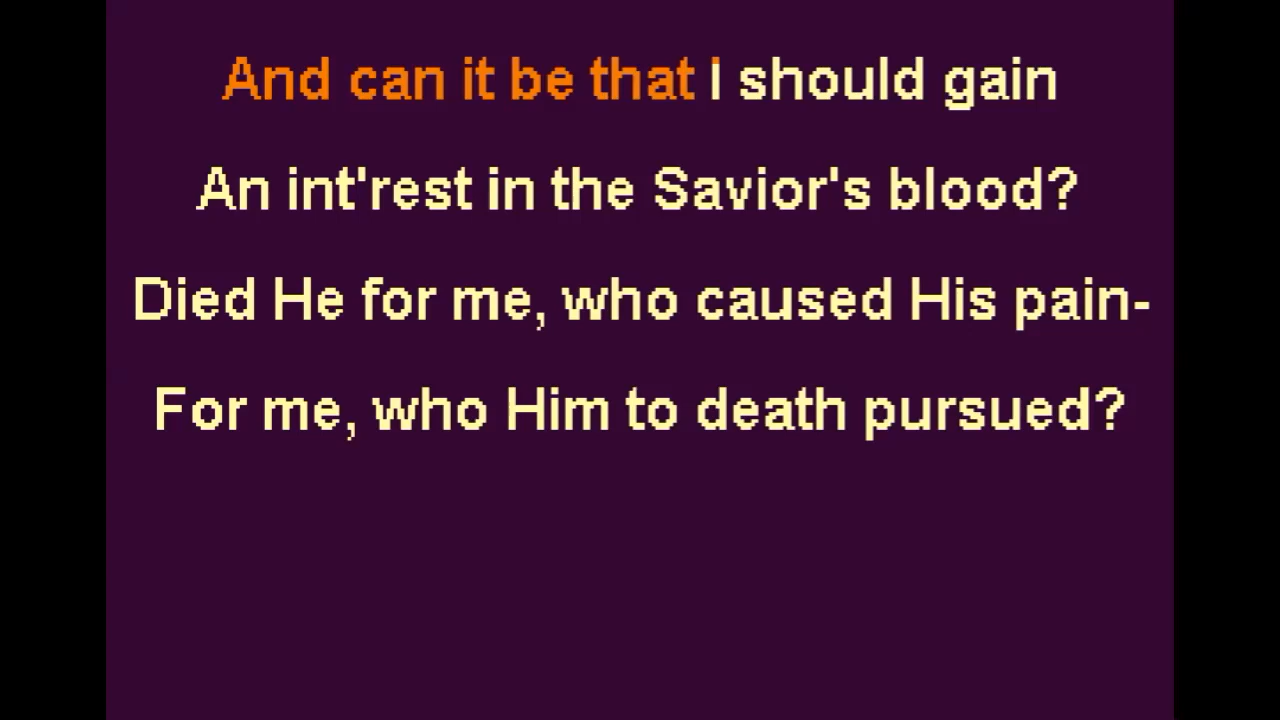 And can it be that I should gain
An int'rest in the Savior's blood?
Died He for me, who caused His pain-
For me, who Him to death pursued?